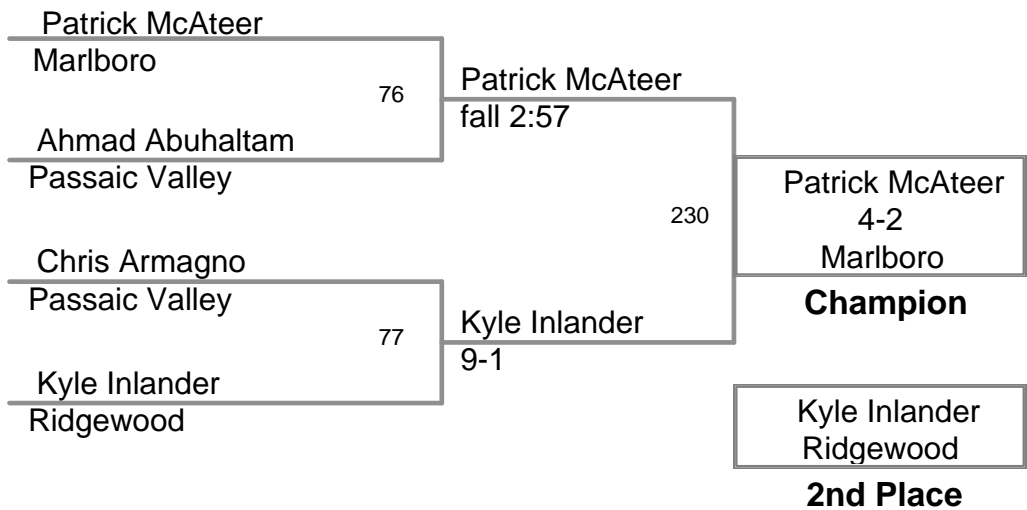 Patrick McAteer
Marlboro
76
Ahmad Abuhaltam
Passaic Valley
Patrick McAteer
fall 2:57
Chris Armagno
Passaic Valley
77
Kyle Inlander
Ridgewood
Kyle Inlander
9-1
230
Patrick McAteer
4-2
Marlboro
Champion
Kyle Inlander
Ridgewood
2nd Place